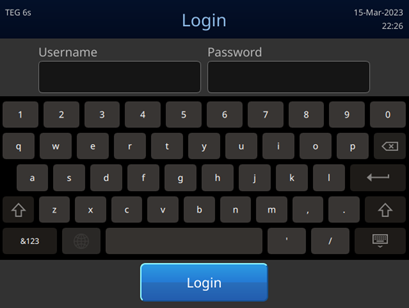 TEG 6s
Login
15-Mar-2023
22:26
Username Password
1 2 3 4 5 6 7 8 9 0
q w e r t y u i o p
a s d f g h j k l
z x c v b n m , .
&123 ' /
Login